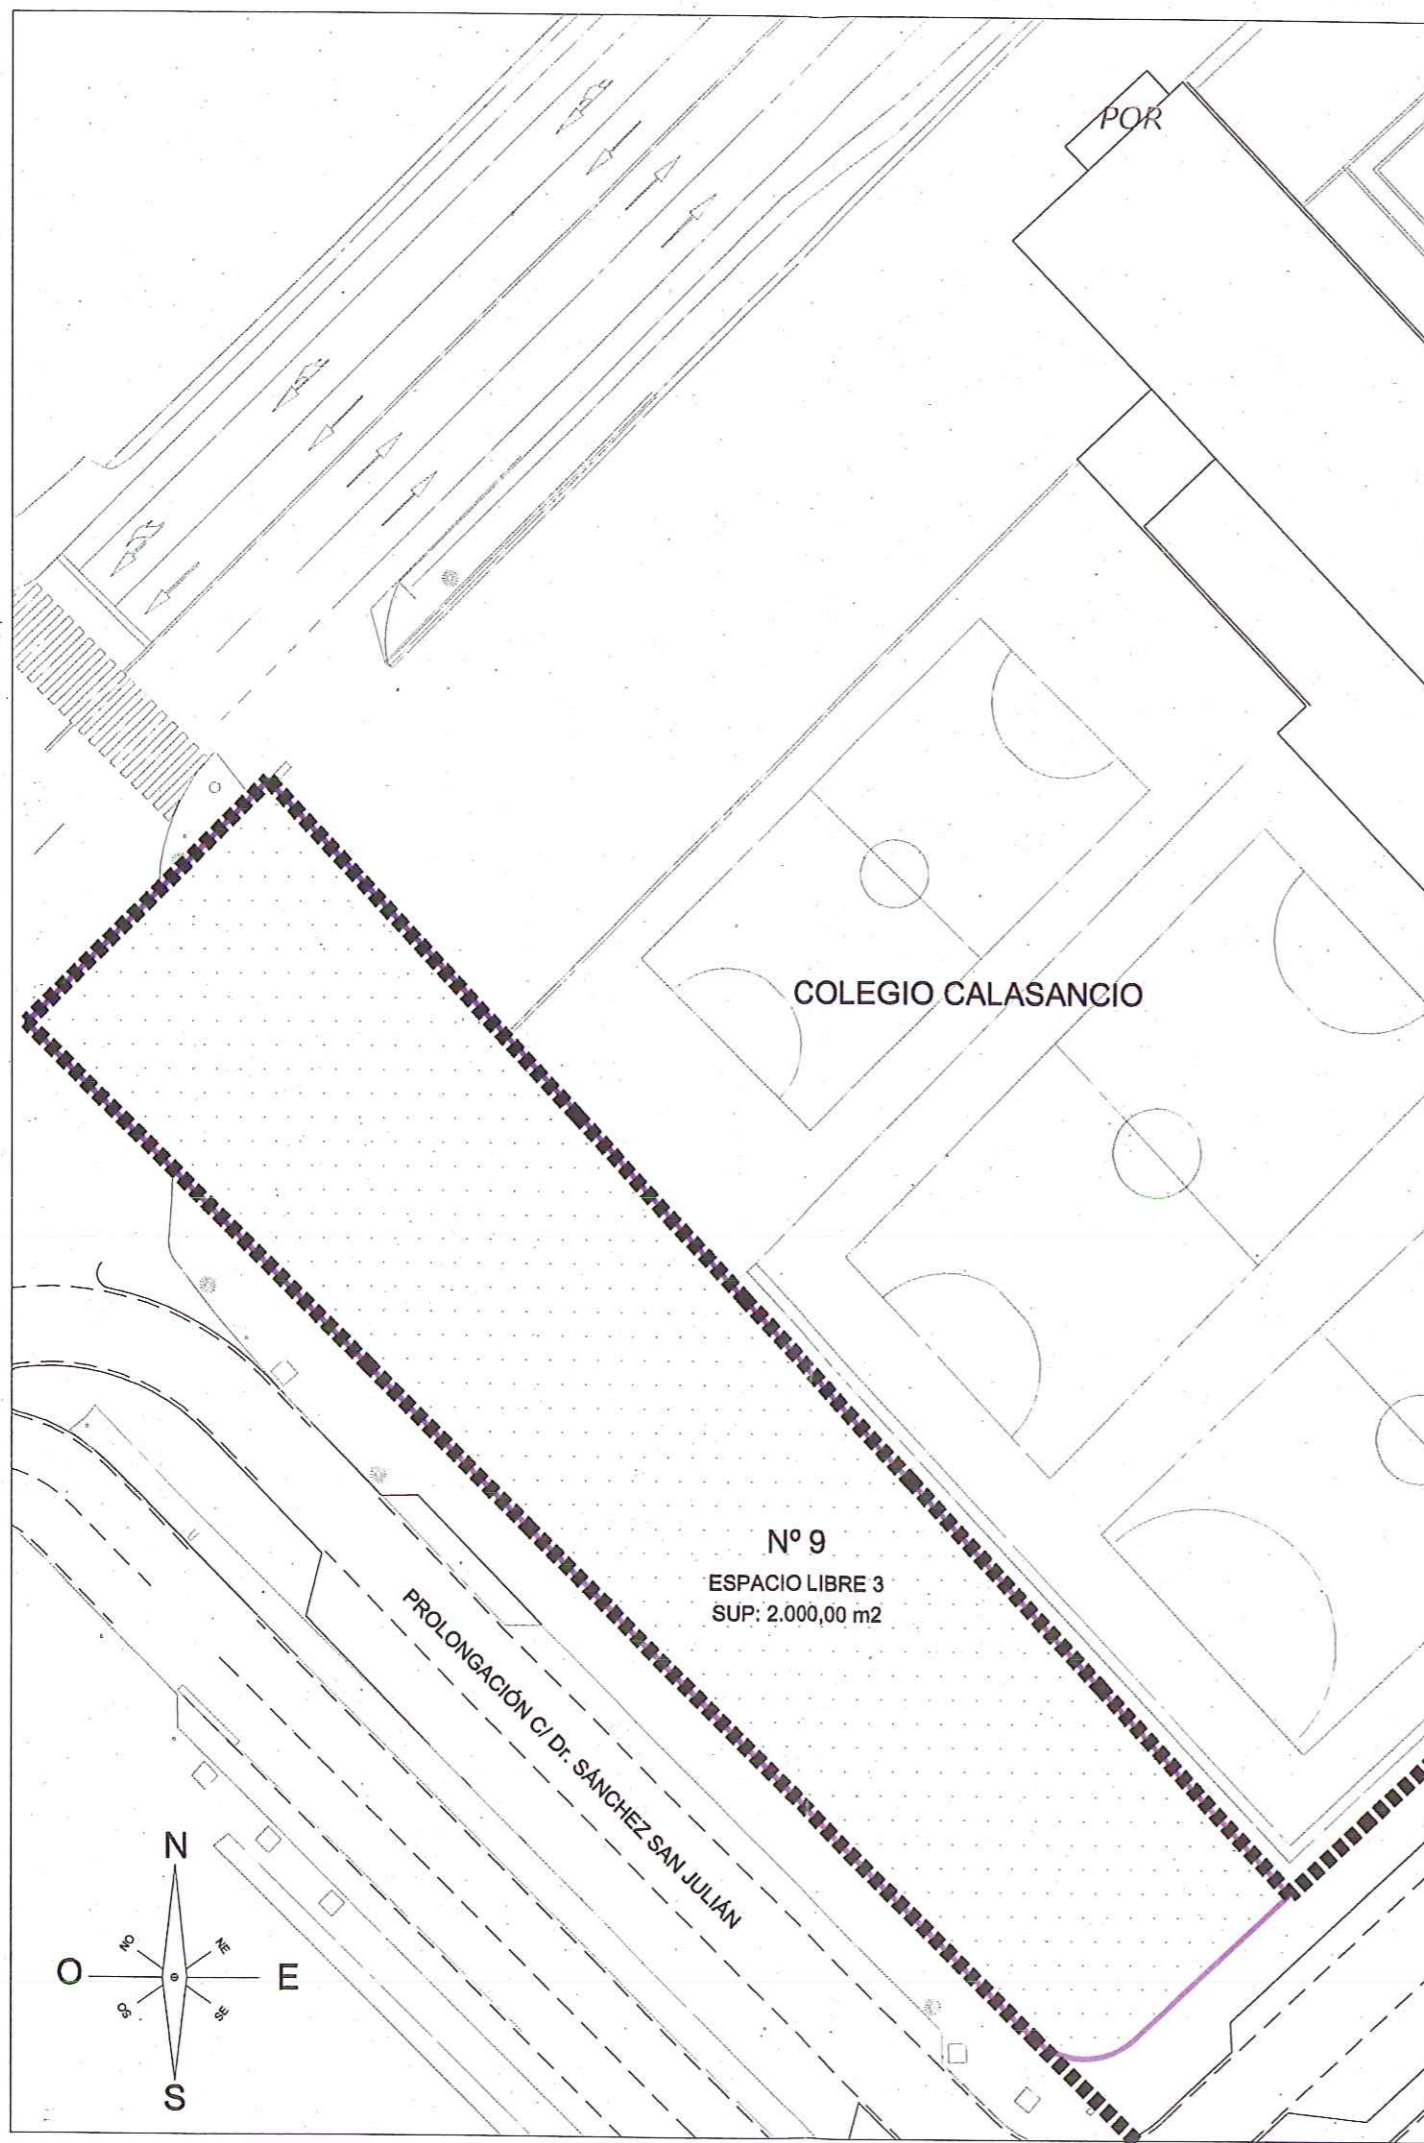 POR
COLEGIO CALASANCIO
Nº 9
ESPACIO LIBRE 3
SUP: 2.000,00 m2
PROLONGACIÓN C/ Dr. SÁNCHEZ SAN JULIÁN
N
NO
NE
O
E
OS
SE
S